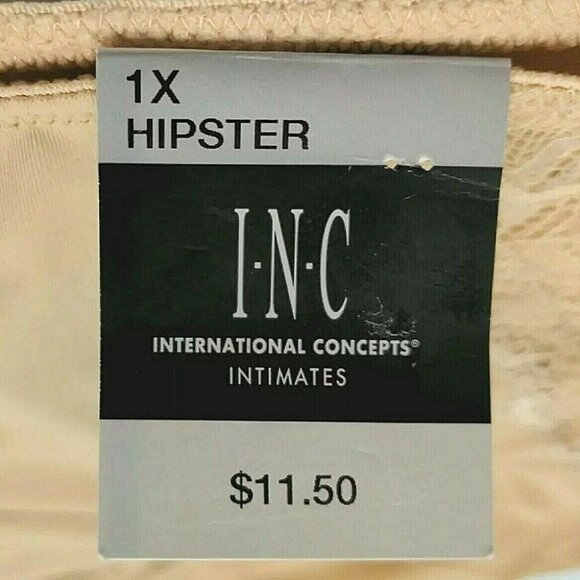 1X
HIPSTER
I·N·C
INTERNATIONAL CONCEPTS®
INTIMATES
$11.50